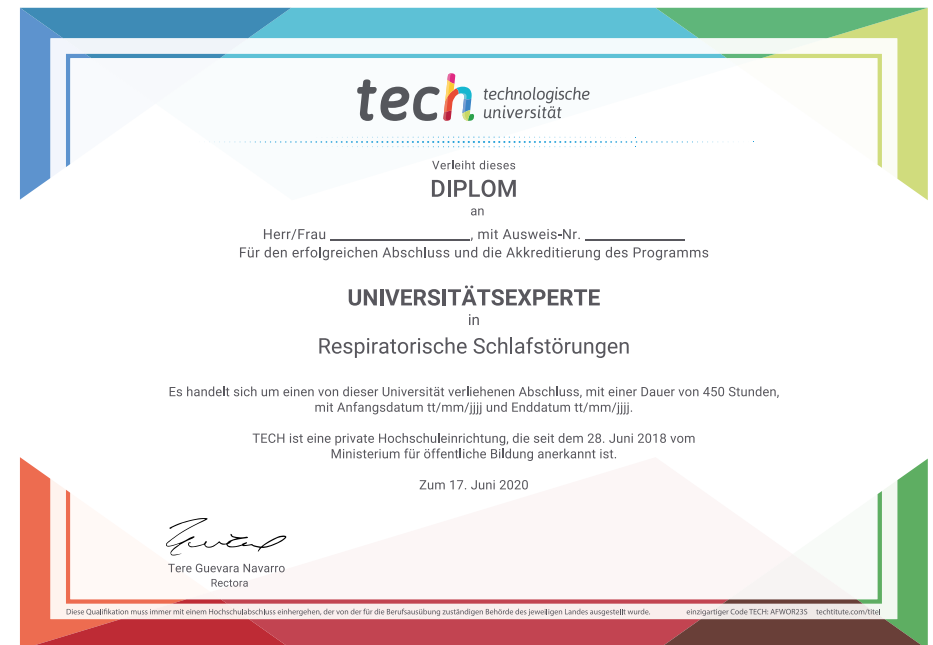 tech technologische
universität
Verleiht dieses
DIPLOM
an
Herr/Frau ____________________, mit Ausweis-Nr. ______________
Für den erfolgreichen Abschluss und die Akkreditierung des Programms
UNIVERSITÄTSEXPERTE
in
Respiratorische Schlafstörungen
Es handelt sich um einen von dieser Universität verliehenen Abschluss, mit einer Dauer von 450 Stunden,
mit Anfangsdatum tt/mm/jjjj und Enddatum tt/mm/jjjj.
TECH ist eine private Hochschuleinrichtung, die seit dem 28. Juni 2018 vom
Ministerium für öffentliche Bildung anerkannt ist.
Zum 17. Juni 2020
Tere Guevara Navarro
Rectora
Diese Qualifikation muss immer mit einem Hochschulabschluss einhergehen, der von der für die Berufsausübung zuständigen Behörde des jeweiligen Landes ausgestellt wurde. einzigartiger Code TECH: AFWOR23S techtitute.com/titel